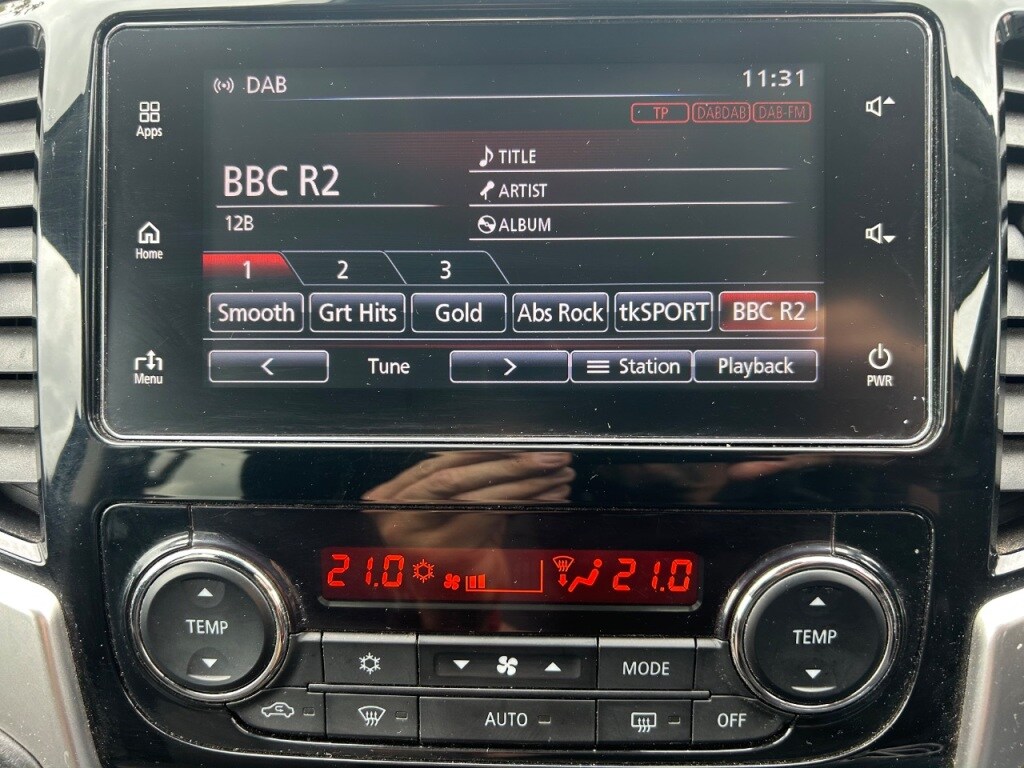 DAB 11:31
TP DABDAB DAB-FM
Apps
TITLE
BBC R2
ARTIST
12B
ALBUM
Home
1 2 3
Smooth Grt Hits Gold Abs Rock tkSPORT BBC R2
< Tune > Station Playback
Menu
PWR
21.0 21.0
TEMP
TEMP
MODE
AUTO
OFF